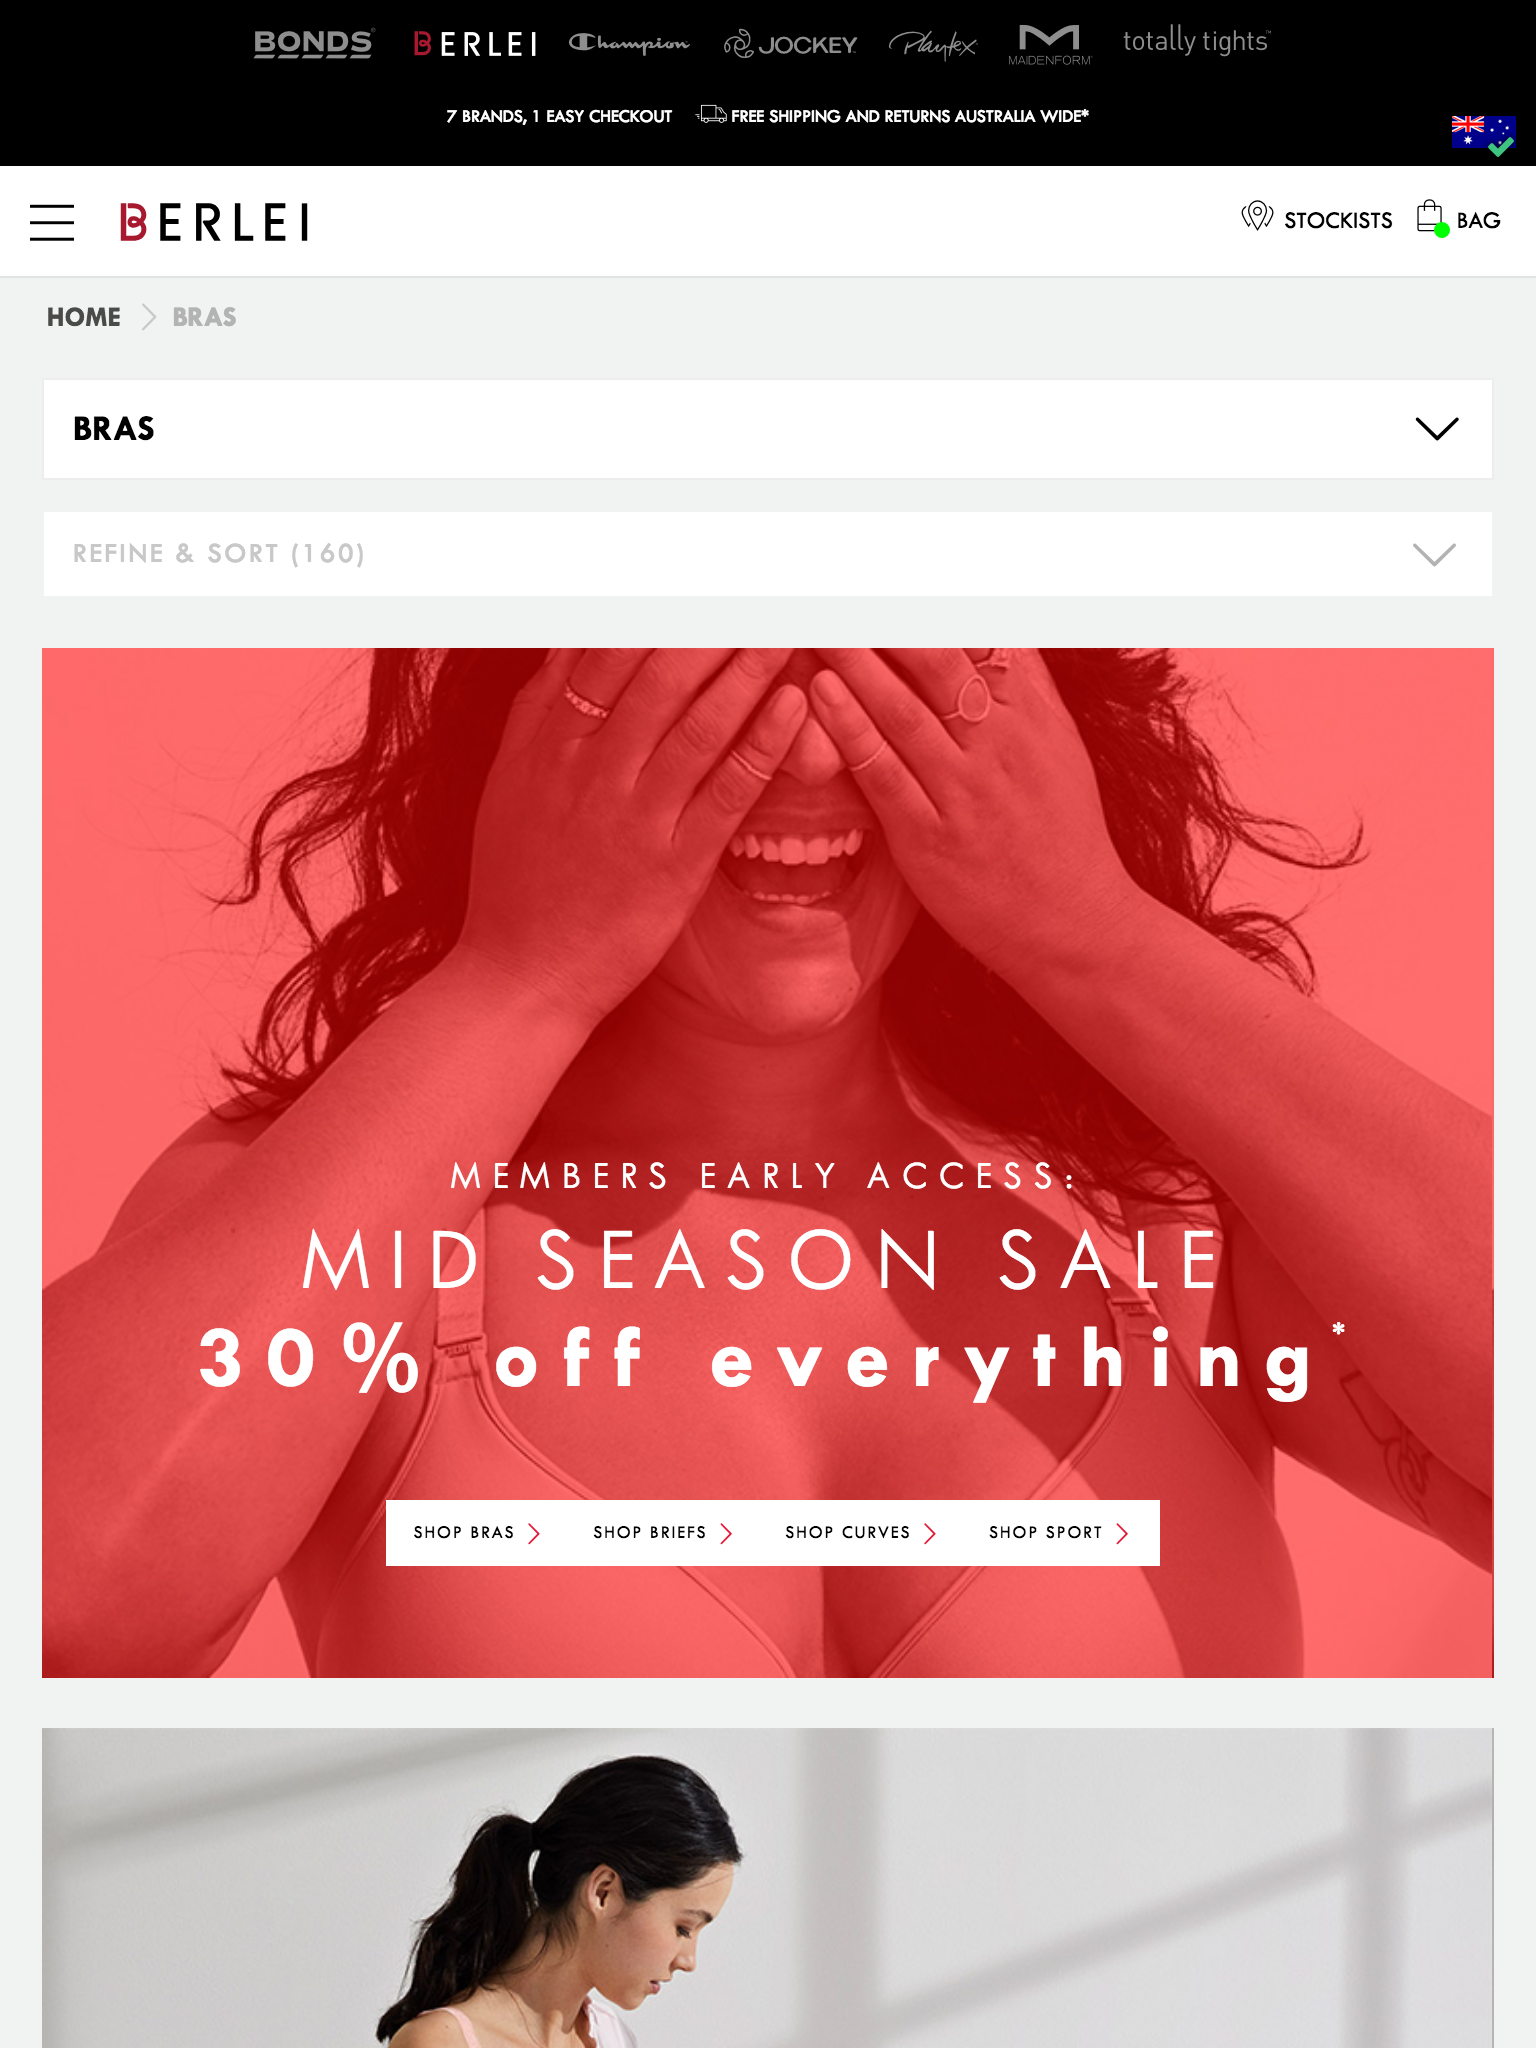 BONDS BERLEI Champion JOCKEY Playtex MAIDENFORM totally tights™
7 BRANDS, 1 EASY CHECKOUT FREE SHIPPING AND RETURNS AUSTRALIA WIDE*
BERLEI STOCKISTS BAG
HOME BRAS
BRAS
REFINE & SORT (160)
MEMBERS EARLY ACCESS:
MID SEASON SALE
30% off everything*
SHOP BRAS SHOP BRIEFS SHOP CURVES SHOP SPORT